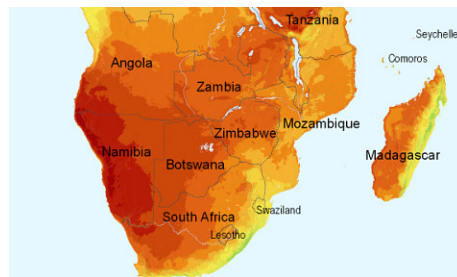 Tanzania
Seychelle
Comoros
Angola
Zambia
Mozambique
Zimbabwe
Namibia
Botswana
Madagascar
South Africa
Swaziland
Lesotho